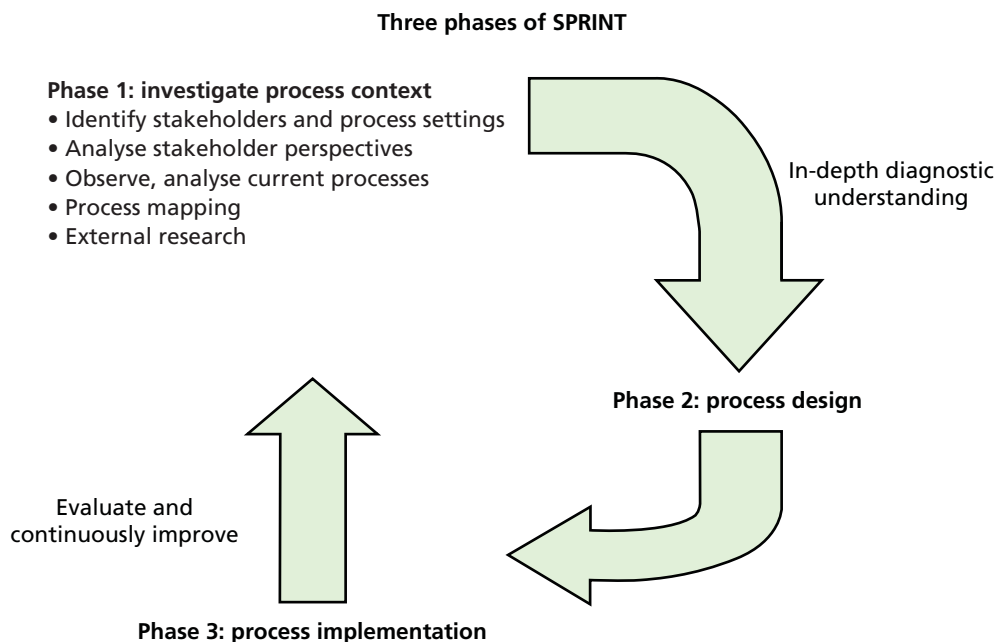 Three phases of SPRINT
Phase 1: investigate process context
• Identify stakeholders and process settings
• Analyse stakeholder perspectives
• Observe, analyse current processes
• Process mapping
• External research
In-depth diagnostic
understanding
Phase 2: process design
Evaluate and
continuously improve
Phase 3: process implementation